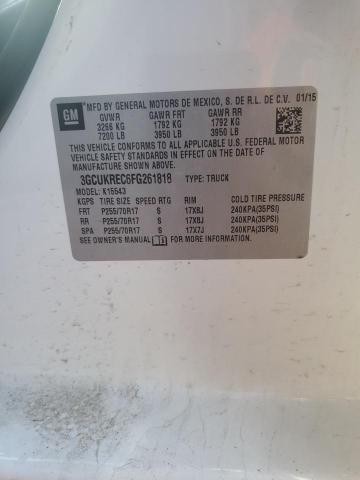 GM
MFD BY GENERAL MOTORS DE MEXICO, S. DE R.L. DE C.V. 01/15
GVWR GAWR FRT GAWR RR
3266 KG 1792 KG 1792 KG
7200 LB 3950 LB 3950 LB
THIS VEHICLE CONFORMS TO ALL APPLICABLE U.S. FEDERAL MOTOR
VEHICLE SAFETY STANDARDS IN EFFECT ON THE DATE OF
MANUFACTURE SHOWN ABOVE.
3GCUKREC6FG261818 TYPE: TRUCK
MODEL: K15543
KGPS TIRE SIZE SPEED RTG RIM
FRT P255/70R17 S 17X8J 240KPA(35PSI)
RR P255/70R17 S 17X8J 240KPA(35PSI)
SPA P255/70R17 S 17X7J 240KPA(35PSI)
SEE OWNER'S MANUAL FOR MORE INFORMATION.